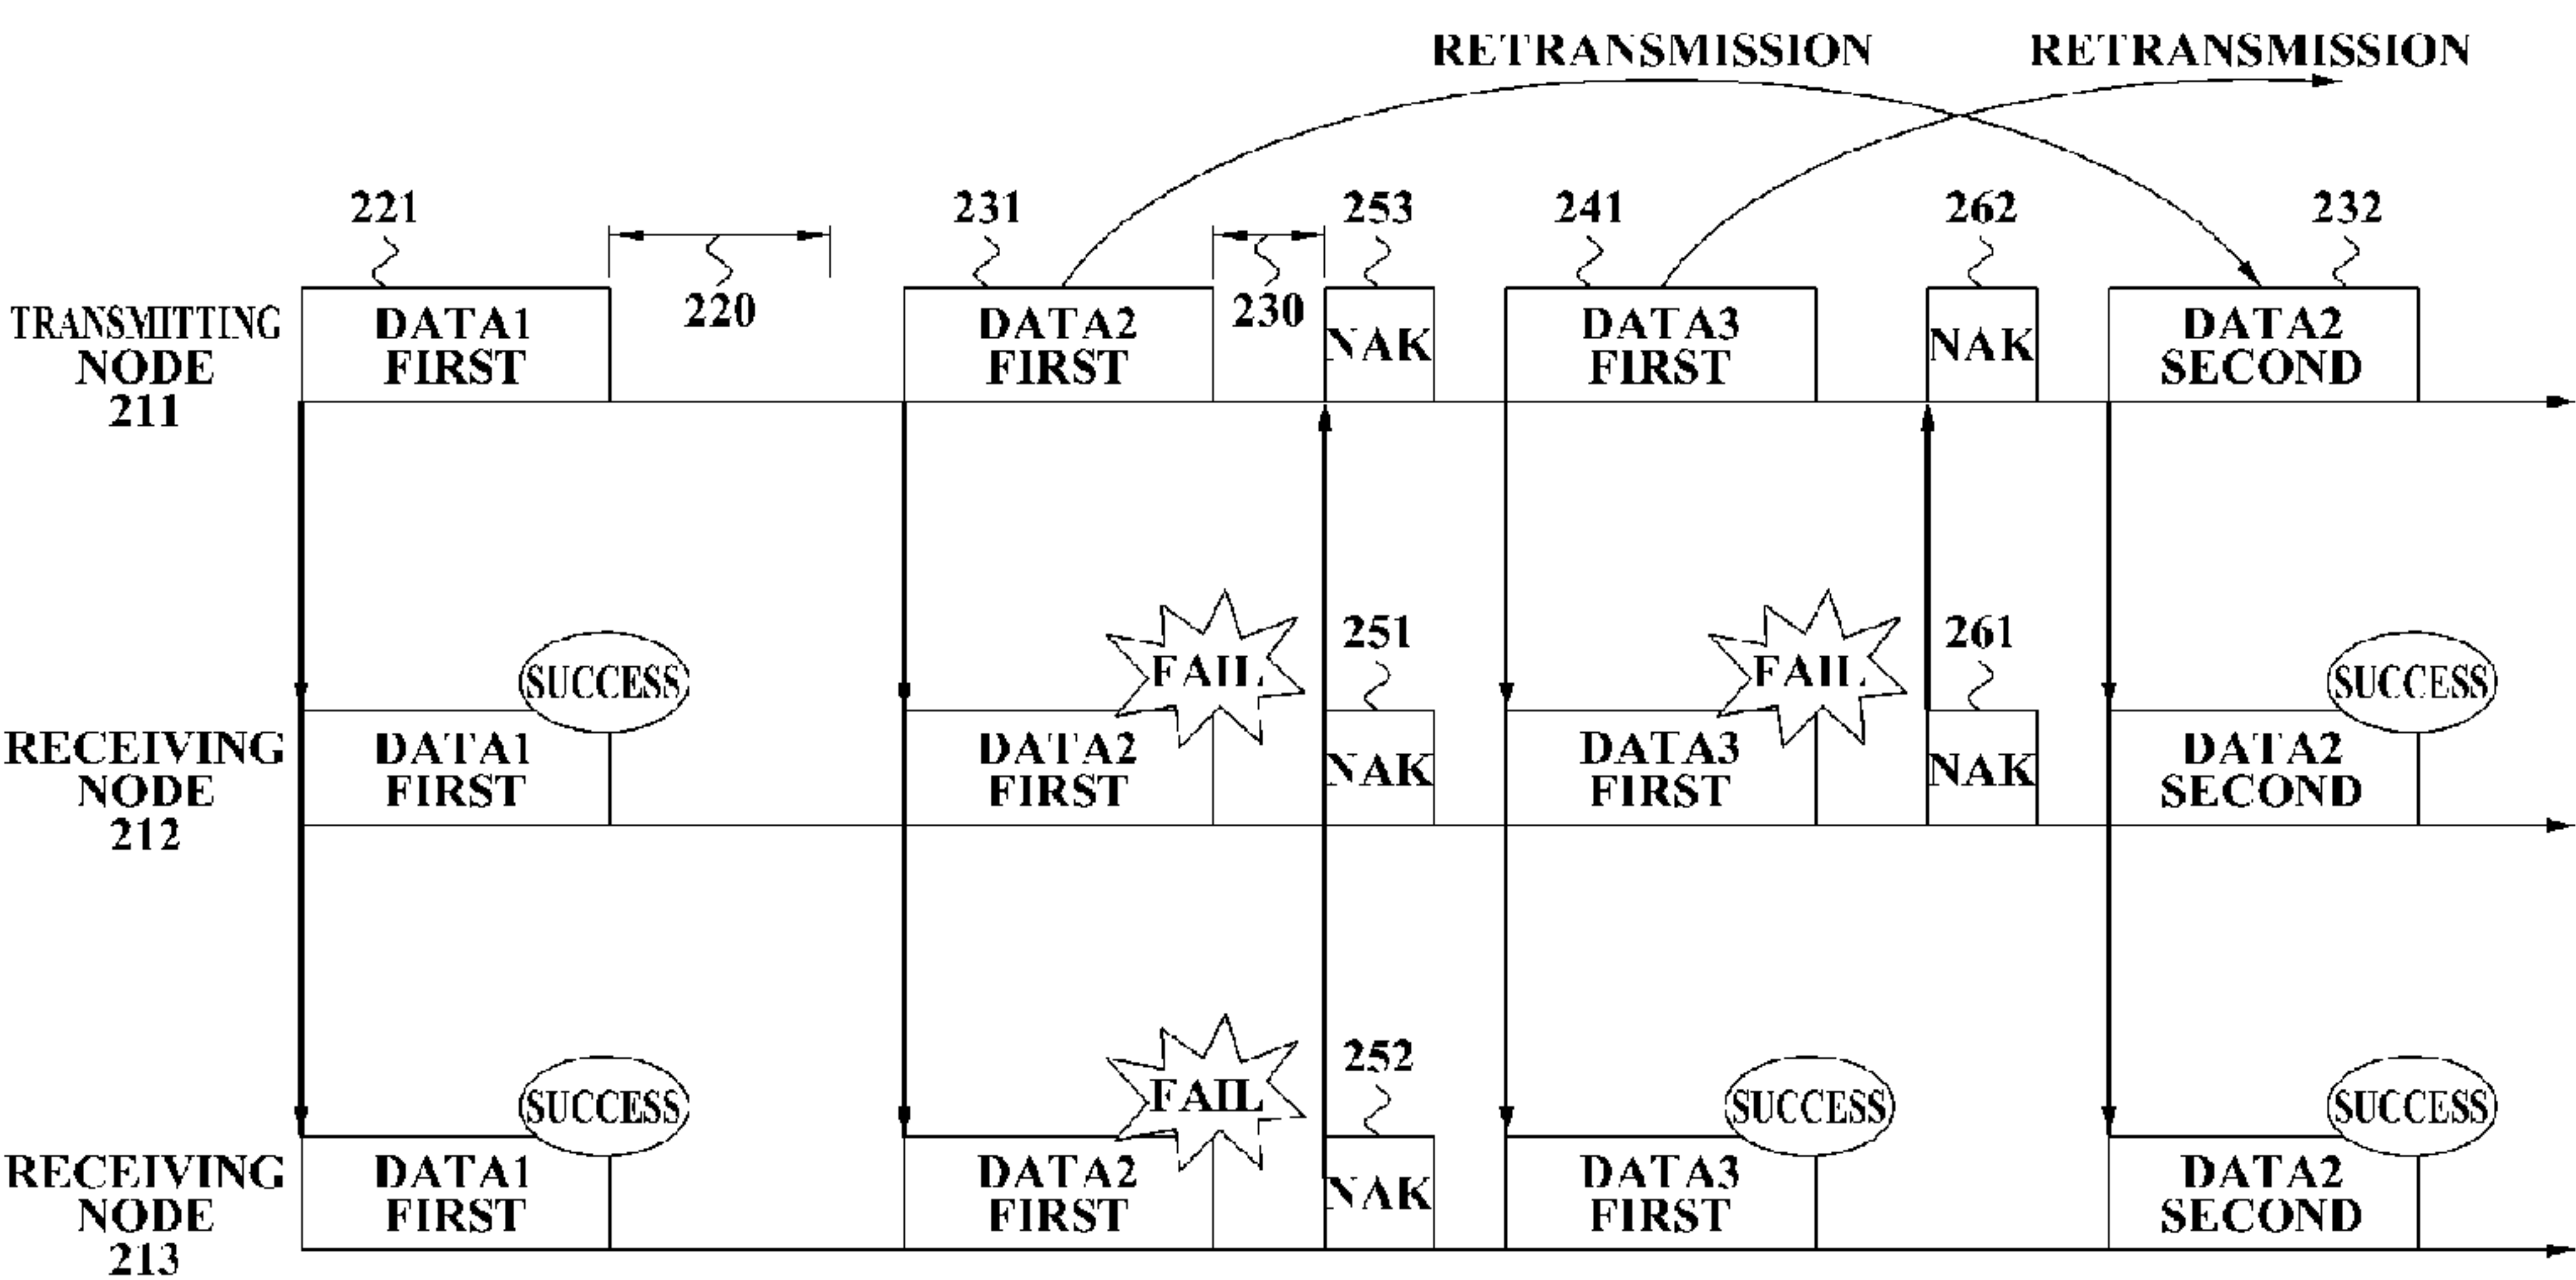 RETRANSMISSION RETRANSMISSION
221 231 253 241 262 232
220 230
TRANSMITTING
NODE
211
DATA1
FIRST
DATA2
FIRST
NAK
DATA3
FIRST
NAK
DATA2
SECOND
SUCCESS
FAIL
251
FAIL
261
SUCCESS
RECEIVING
NODE
212
DATA1
FIRST
DATA2
FIRST
NAK
DATA3
FIRST
NAK
DATA2
SECOND
SUCCESS
FAIL
252
SUCCESS
SUCCESS
RECEIVING
NODE
213
DATA1
FIRST
DATA2
FIRST
NAK
DATA3
FIRST
DATA2
SECOND